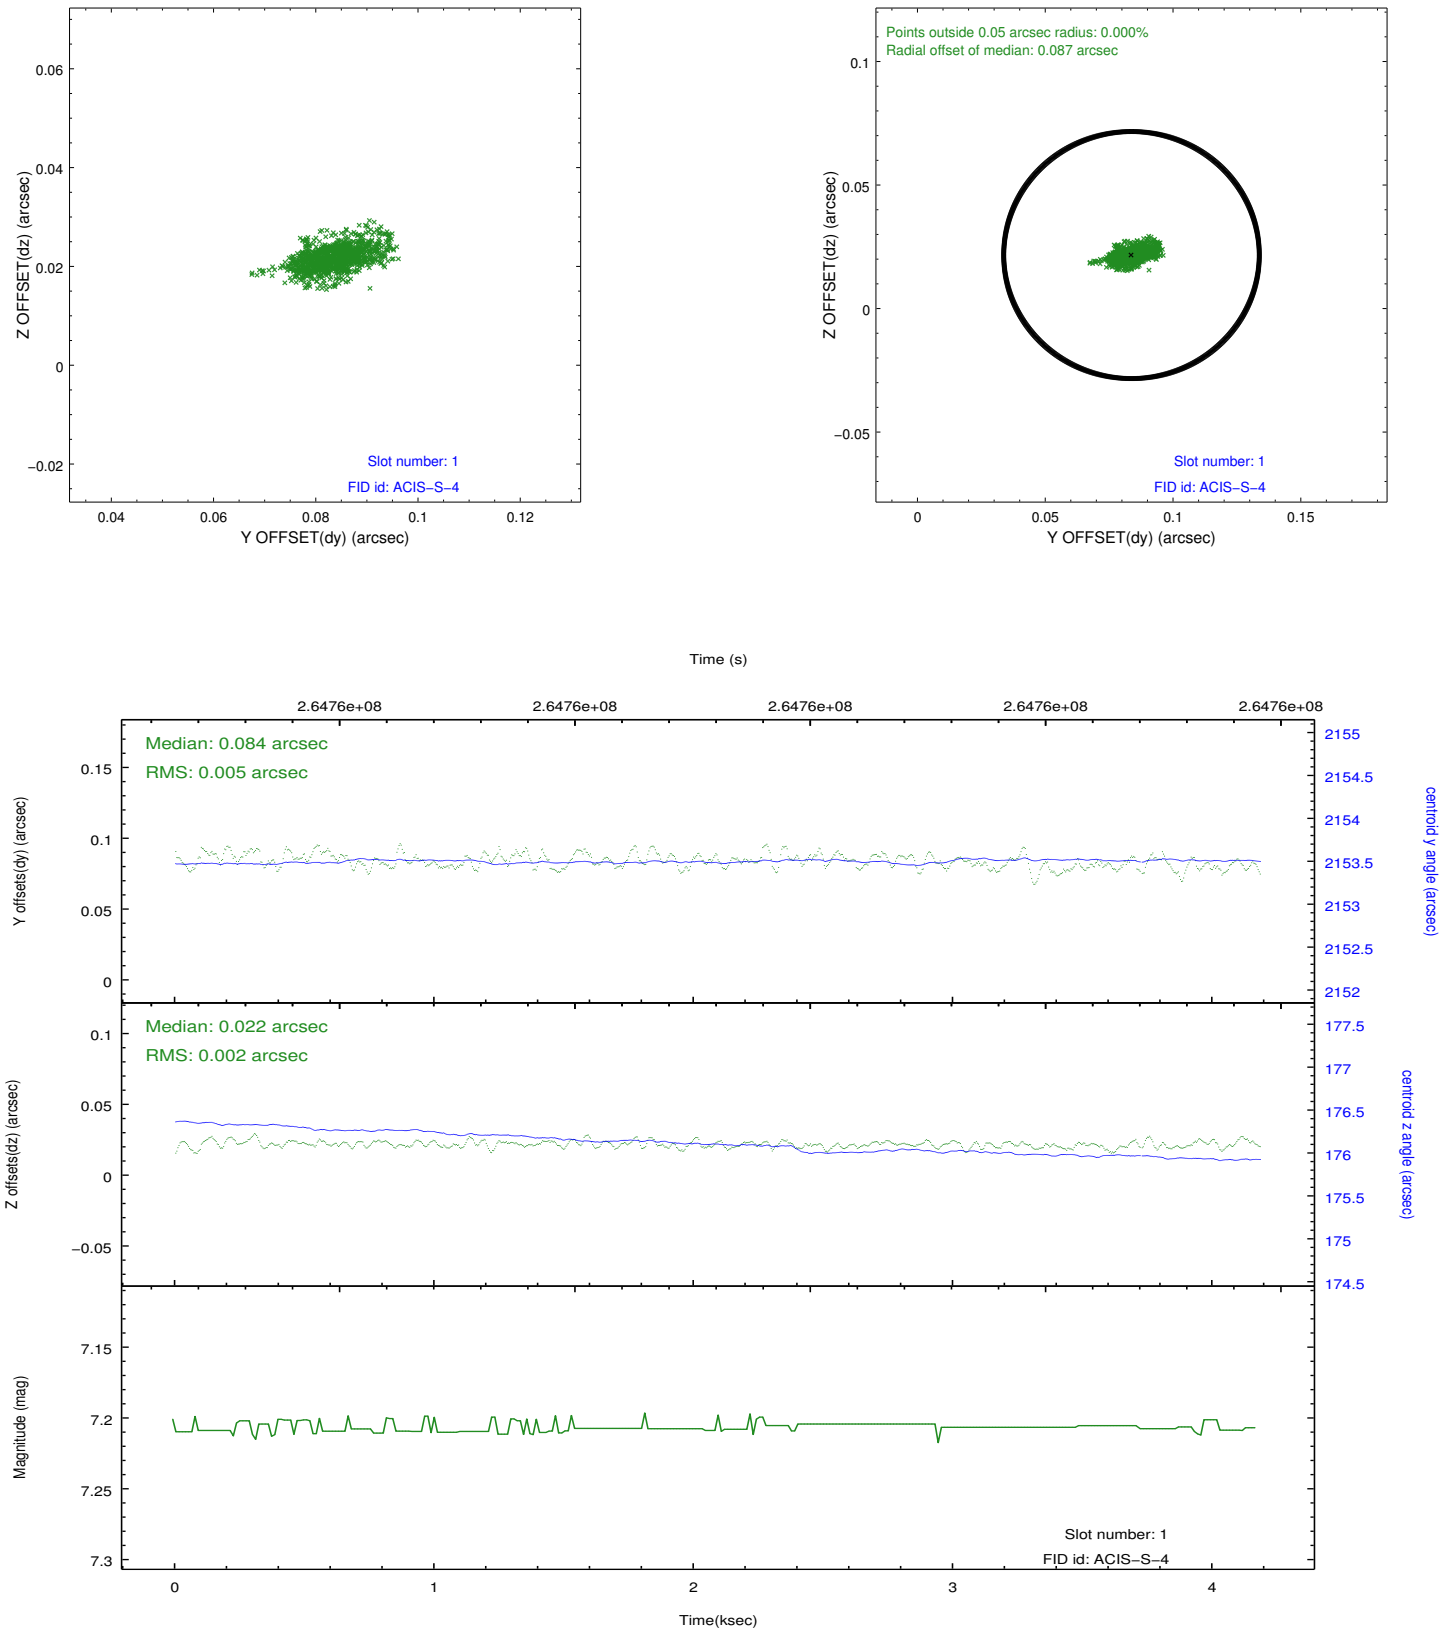 0.06
0.04
0.02
0
−0.02
Z OFFSET(dz) (arcsec)
Slot number: 1
FID id: ACIS−S−4
0.04 0.06 0.08 0.1 0.12
Y OFFSET(dy) (arcsec)
Points outside 0.05 arcsec radius: 0.000%
Radial offset of median: 0.087 arcsec
0.1
0.05
0
−0.05
Z OFFSET(dz) (arcsec)
Slot number: 1
FID id: ACIS−S−4
0 0.05 0.1 0.15
Y OFFSET(dy) (arcsec)
Time (s)
2.6476e+08 2.6476e+08 2.6476e+08 2.6476e+08 2.6476e+08
Median: 0.084 arcsec
RMS: 0.005 arcsec
0.15
0.1
0.05
0
Y offsets(dy) (arcsec)
2155
2154.5
2154
2153.5
2153
2152.5
2152
centroid y angle (arcsec)
Median: 0.022 arcsec
RMS: 0.002 arcsec
0.1
0.05
0
−0.05
Z offsets(dz) (arcsec)
177.5
177
176.5
176
175.5
175
174.5
centroid z angle (arcsec)
7.15
7.2
7.25
7.3
Magnitude (mag)
Slot number: 1
FID id: ACIS−S−4
0 1 2 3 4
Time(ksec)